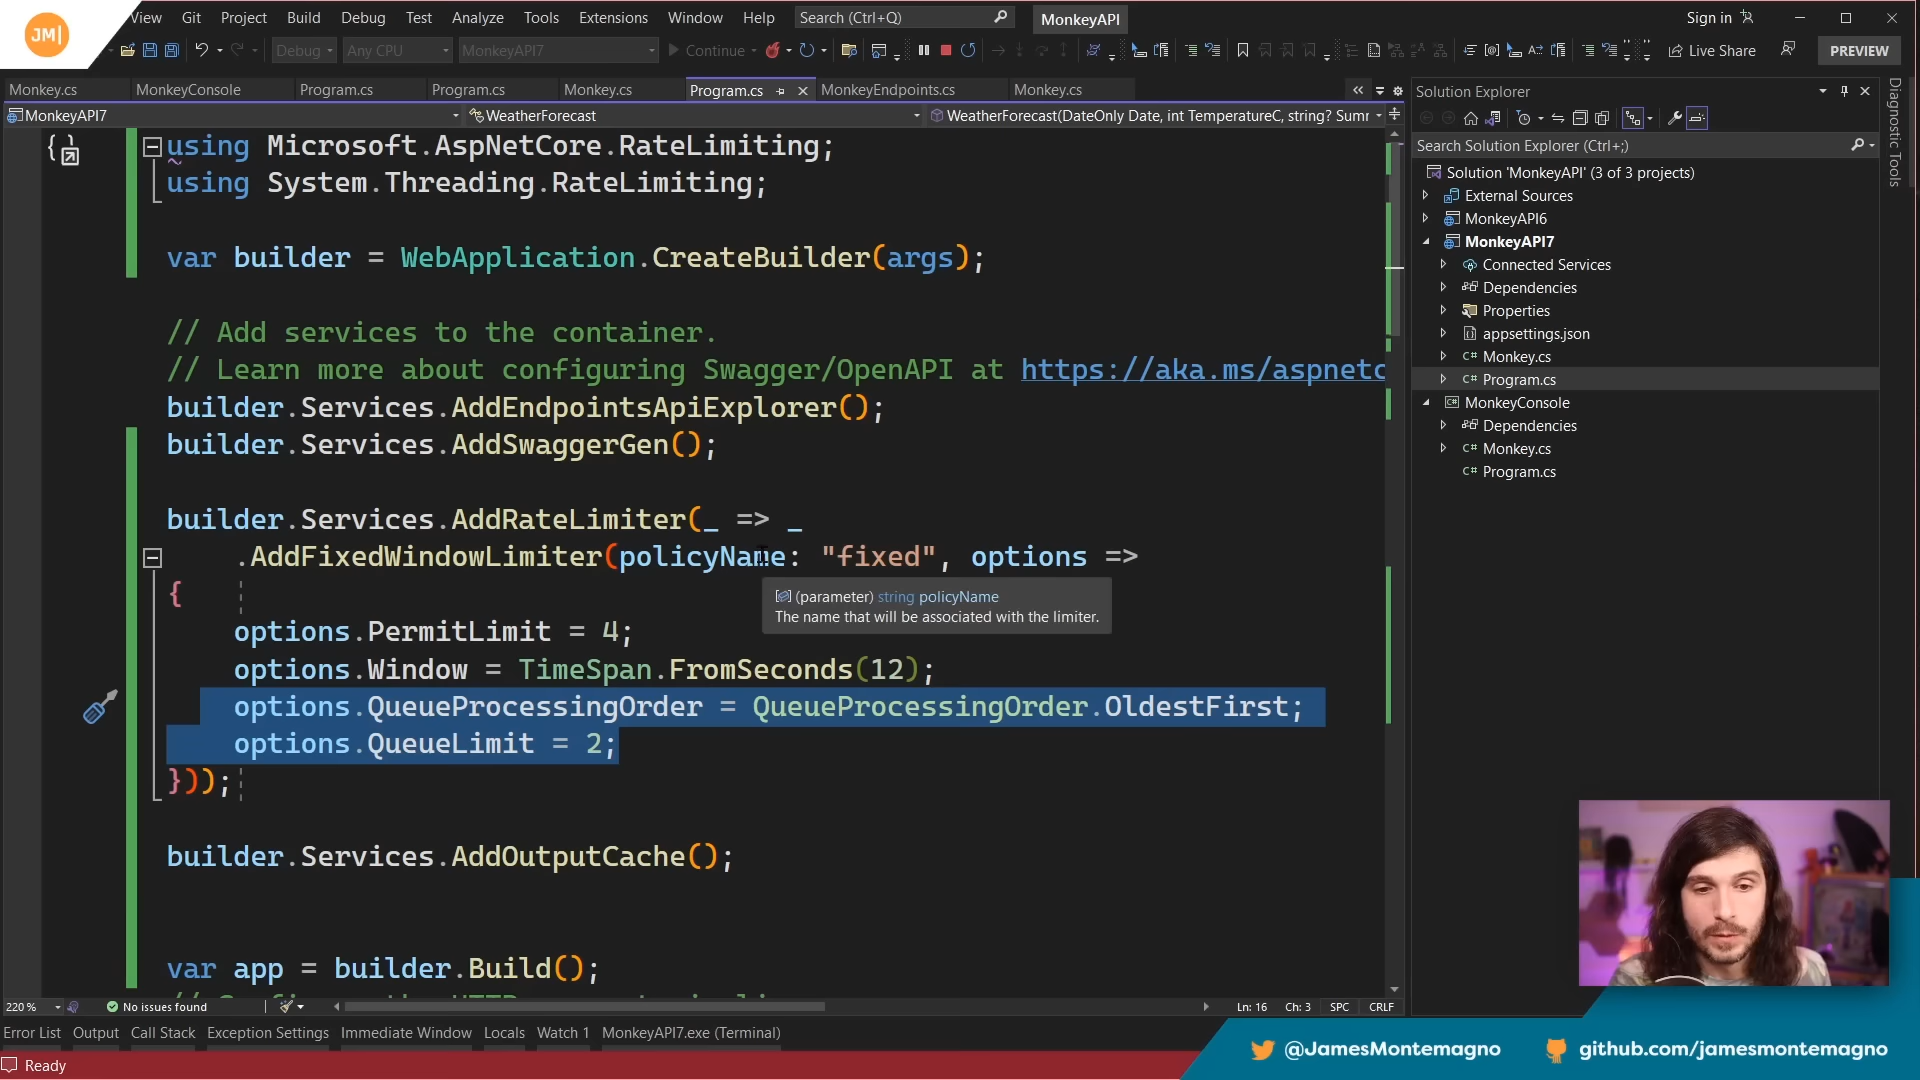 JM|
View Git Project Build Debug Test Analyze Tools Extensions Window Help Search (Ctrl+Q) MonkeyAPI Sign in
Debug Any CPU MonkeyAPI7 Continue Live Share PREVIEW
Monkey.cs MonkeyConsole Program.cs Program.cs Monkey.cs Program.cs MonkeyEndpoints.cs Monkey.cs
MonkeyAPI7 WeatherForecast WeatherForecast(DateOnly Date, int TemperatureC, string? Summ
using Microsoft.AspNetCore.RateLimiting;
using System.Threading.RateLimiting;
var builder = WebApplication.CreateBuilder(args);
// Add services to the container.
// Learn more about configuring Swagger/OpenAPI at https://aka.ms/aspnetc
builder.Services.AddEndpointsApiExplorer();
builder.Services.AddSwaggerGen();
builder.Services.AddRateLimiter(_ => _
.AddFixedWindowLimiter(policyName: "fixed", options =>
{
(parameter) string policyName
The name that will be associated with the limiter.
options.PermitLimit = 4;
options.Window = TimeSpan.FromSeconds(12);
options.QueueProcessingOrder = QueueProcessingOrder.OldestFirst;
options.QueueLimit = 2;
}));
builder.Services.AddOutputCache();
var app = builder.Build();
220 % No issues found Ln: 16 Ch: 3 SPC CRLF
Error List Output Call Stack Exception Settings Immediate Window Locals Watch 1 MonkeyAPI7.exe (Terminal)
Ready
Solution Explorer
Search Solution Explorer (Ctrl+;)
Solution 'MonkeyAPI' (3 of 3 projects)
External Sources
MonkeyAPI6
MonkeyAPI7
Connected Services
Dependencies
Properties
appsettings.json
C# Monkey.cs
C# Program.cs
MonkeyConsole
Dependencies
C# Monkey.cs
C# Program.cs
Diagnostic Tools
@JamesMontemagno github.com/jamesmontemagno